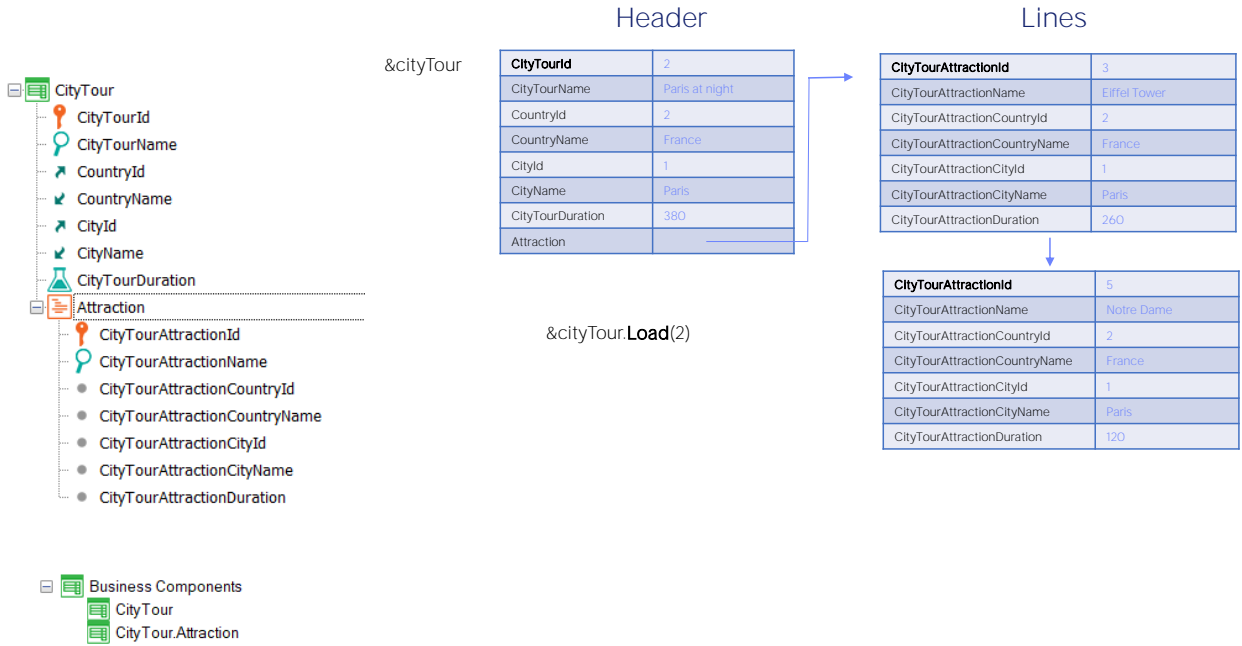 Header
Lines
CityTour
CityTourId
CityTourName
CountryId
CountryName
CityId
CityName
CityTourDuration
Attraction
CityTourAttractionId
CityTourAttractionName
CityTourAttractionCountryId
CityTourAttractionCountryName
CityTourAttractionCityId
CityTourAttractionCityName
CityTourAttractionDuration
Business Components
CityTour
CityTour.Attraction
&cityTour
CityTourId 2
CityTourName Paris at night
CountryId 2
CountryName France
CityId 1
CityName Paris
CityTourDuration 380
Attraction
&cityTour.Load(2)
CityTourAttractionId 3
CityTourAttractionName Eiffel Tower
CityTourAttractionCountryId 2
CityTourAttractionCountryName France
CityTourAttractionCityId 1
CityTourAttractionCityName Paris
CityTourAttractionDuration 260
CityTourAttractionId 5
CityTourAttractionName Notre Dame
CityTourAttractionCountryId 2
CityTourAttractionCountryName France
CityTourAttractionCityId 1
CityTourAttractionCityName Paris
CityTourAttractionDuration 120